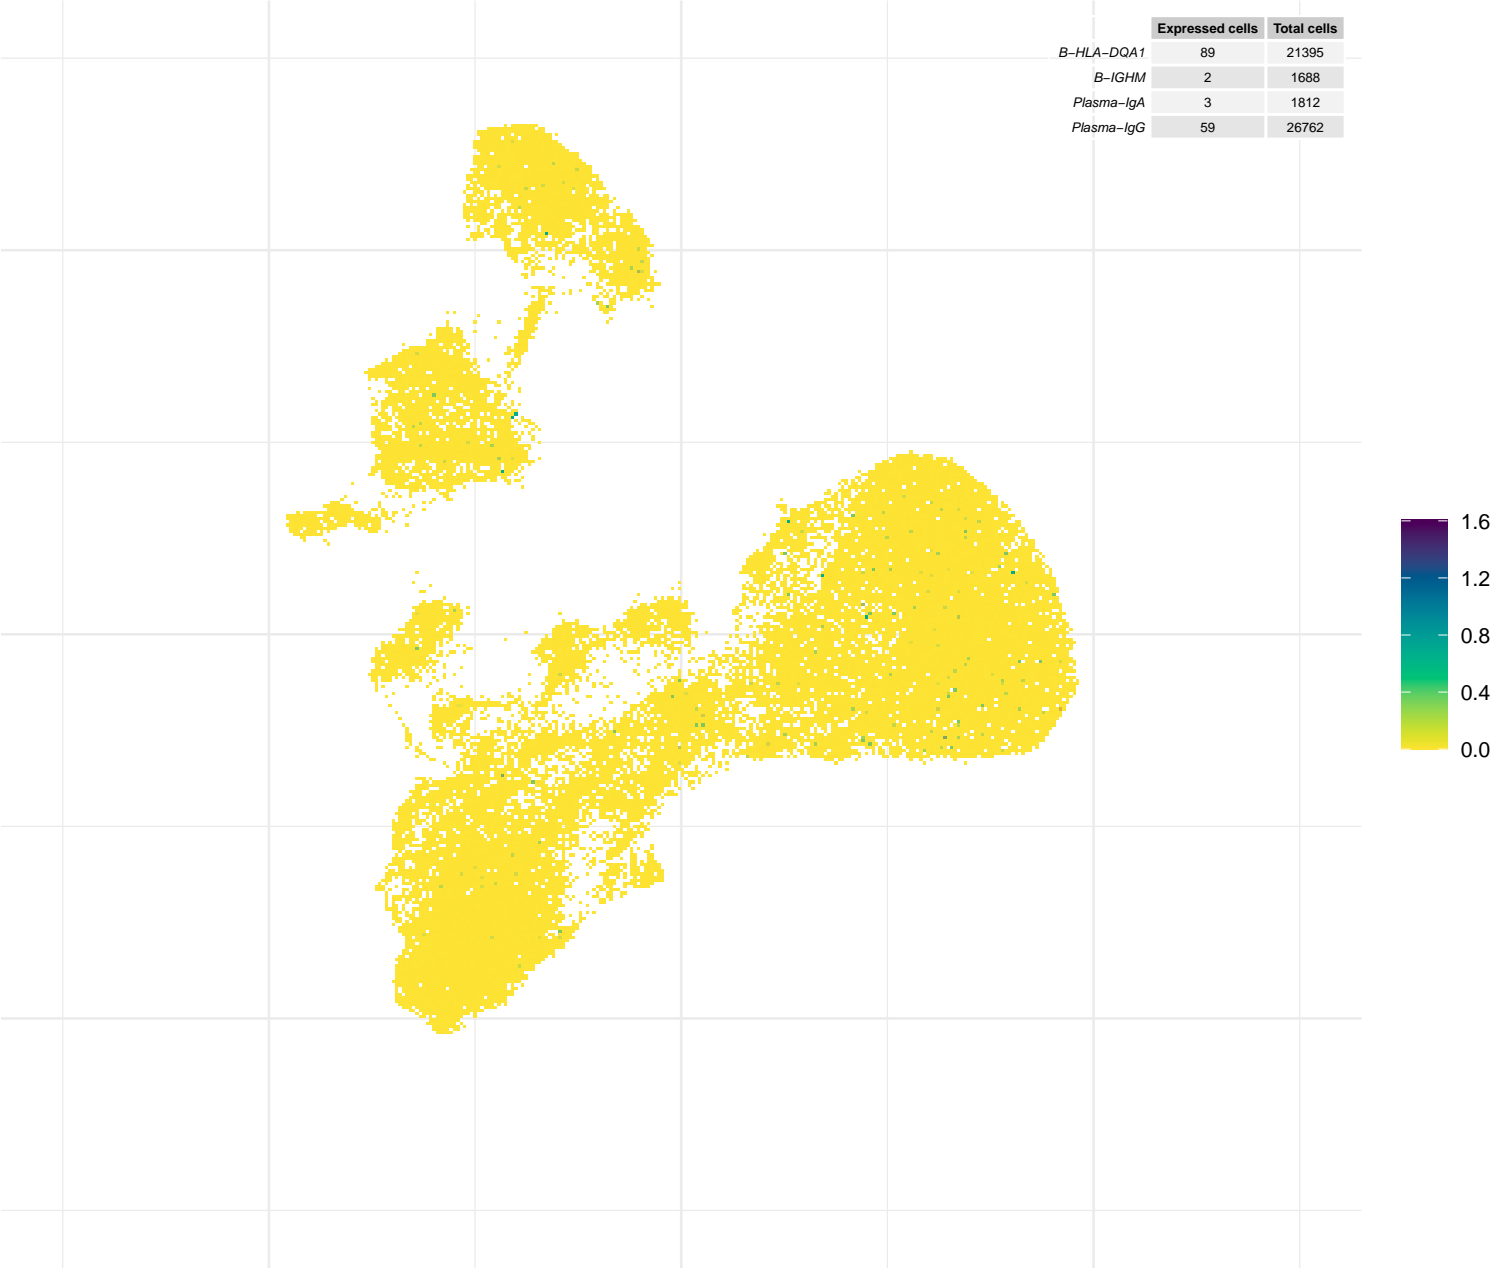 Expressed cells Total cells
B−HLA−DQA1 89 21395
B−IGHM 2 1688
Plasma−IgA 3 1812
Plasma−IgG 59 26762
1.6
1.2
0.8
0.4
0.0